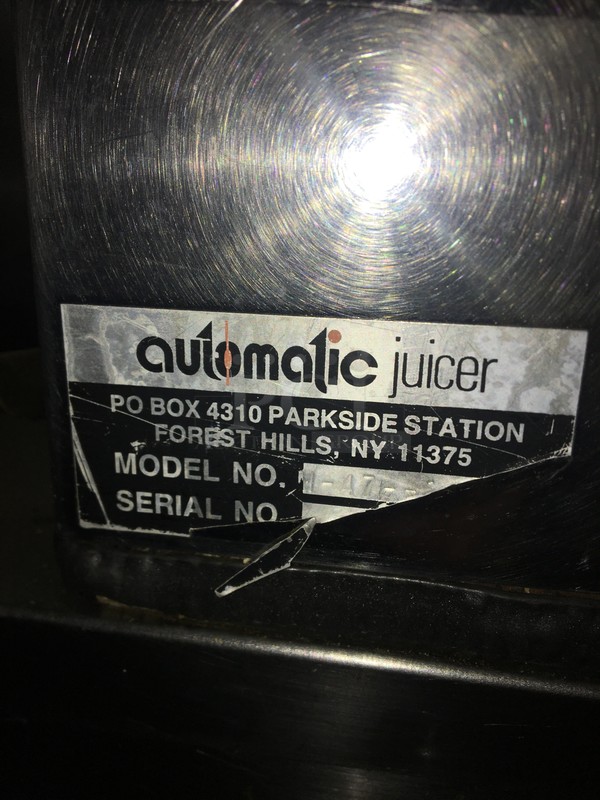 automatic juicer
PO BOX 4310 PARKSIDE STATION
FOREST HILLS, NY 11375
MODEL NO.
SERIAL NO